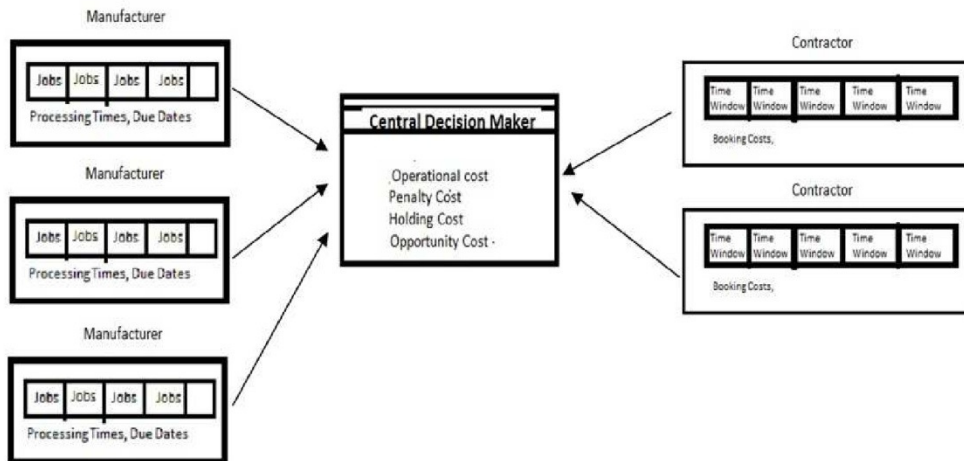 Manufacturer
Jobs Jobs Jobs Jobs
Processing Times, Due Dates
Manufacturer
Jobs Jobs Jobs Jobs
Processing Times, Due Dates
Manufacturer
Jobs Jobs Jobs Jobs
Processing Times, Due Dates
Central Decision Maker
Operational cost
Penalty Cost
Holding Cost
Opportunity Cost -
Contractor
Time Time Time Time Time
Window Window Window Window Window
Booking Costs,
Contractor
Time Time Time Time Time
Window Window Window Window Window
Booking Costs,